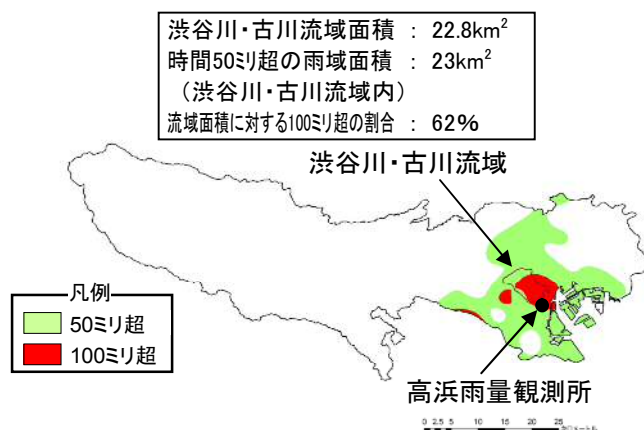 渋谷川・古川流域面積 : 22.8km²
時間50ミリ超の雨域面積 : 23km²
(渋谷川・古川流域内)
流域面積に対する100ミリ超の割合 : 62%
渋谷川・古川流域
凡例
50ミリ超
100ミリ超
高浜雨量観測所
0 2.5 5 10 15 20 25